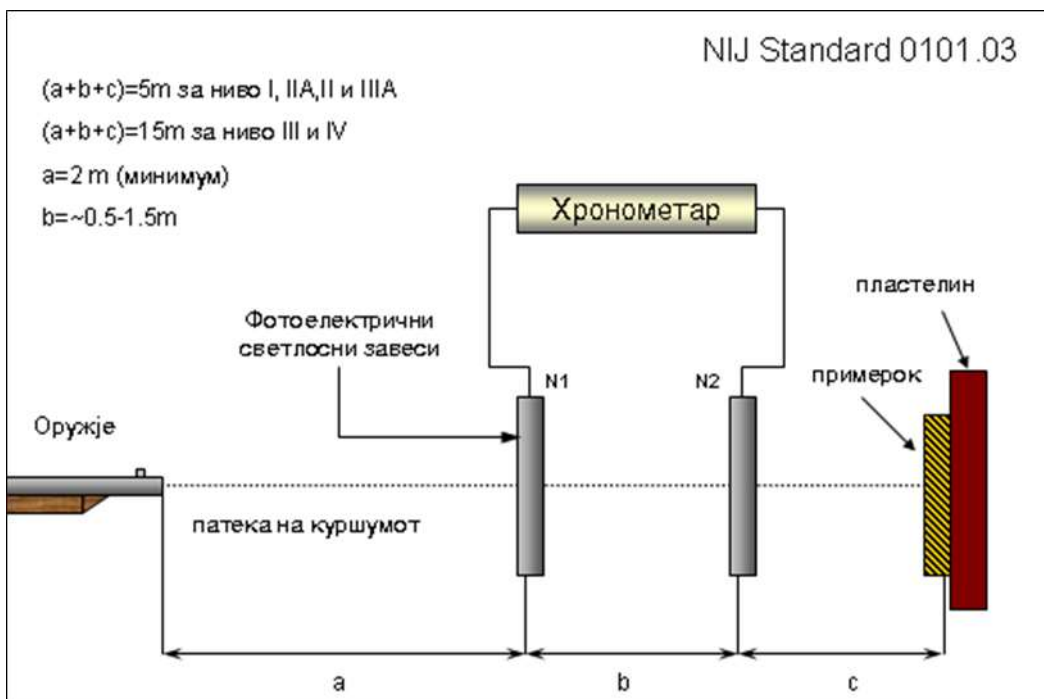 NIJ Standard 0101.03
(a+b+c)=5m за ниво I, IIA,II и IIIA
(a+b+c)=15m за ниво III и IV
a=2 m (минимум)
b=~0.5-1.5m
Хронометар
пластелин
Фотоелектрични
светлосни завеси
N1
N2
примерок
Оружје
патека на куршумот
a
b
c